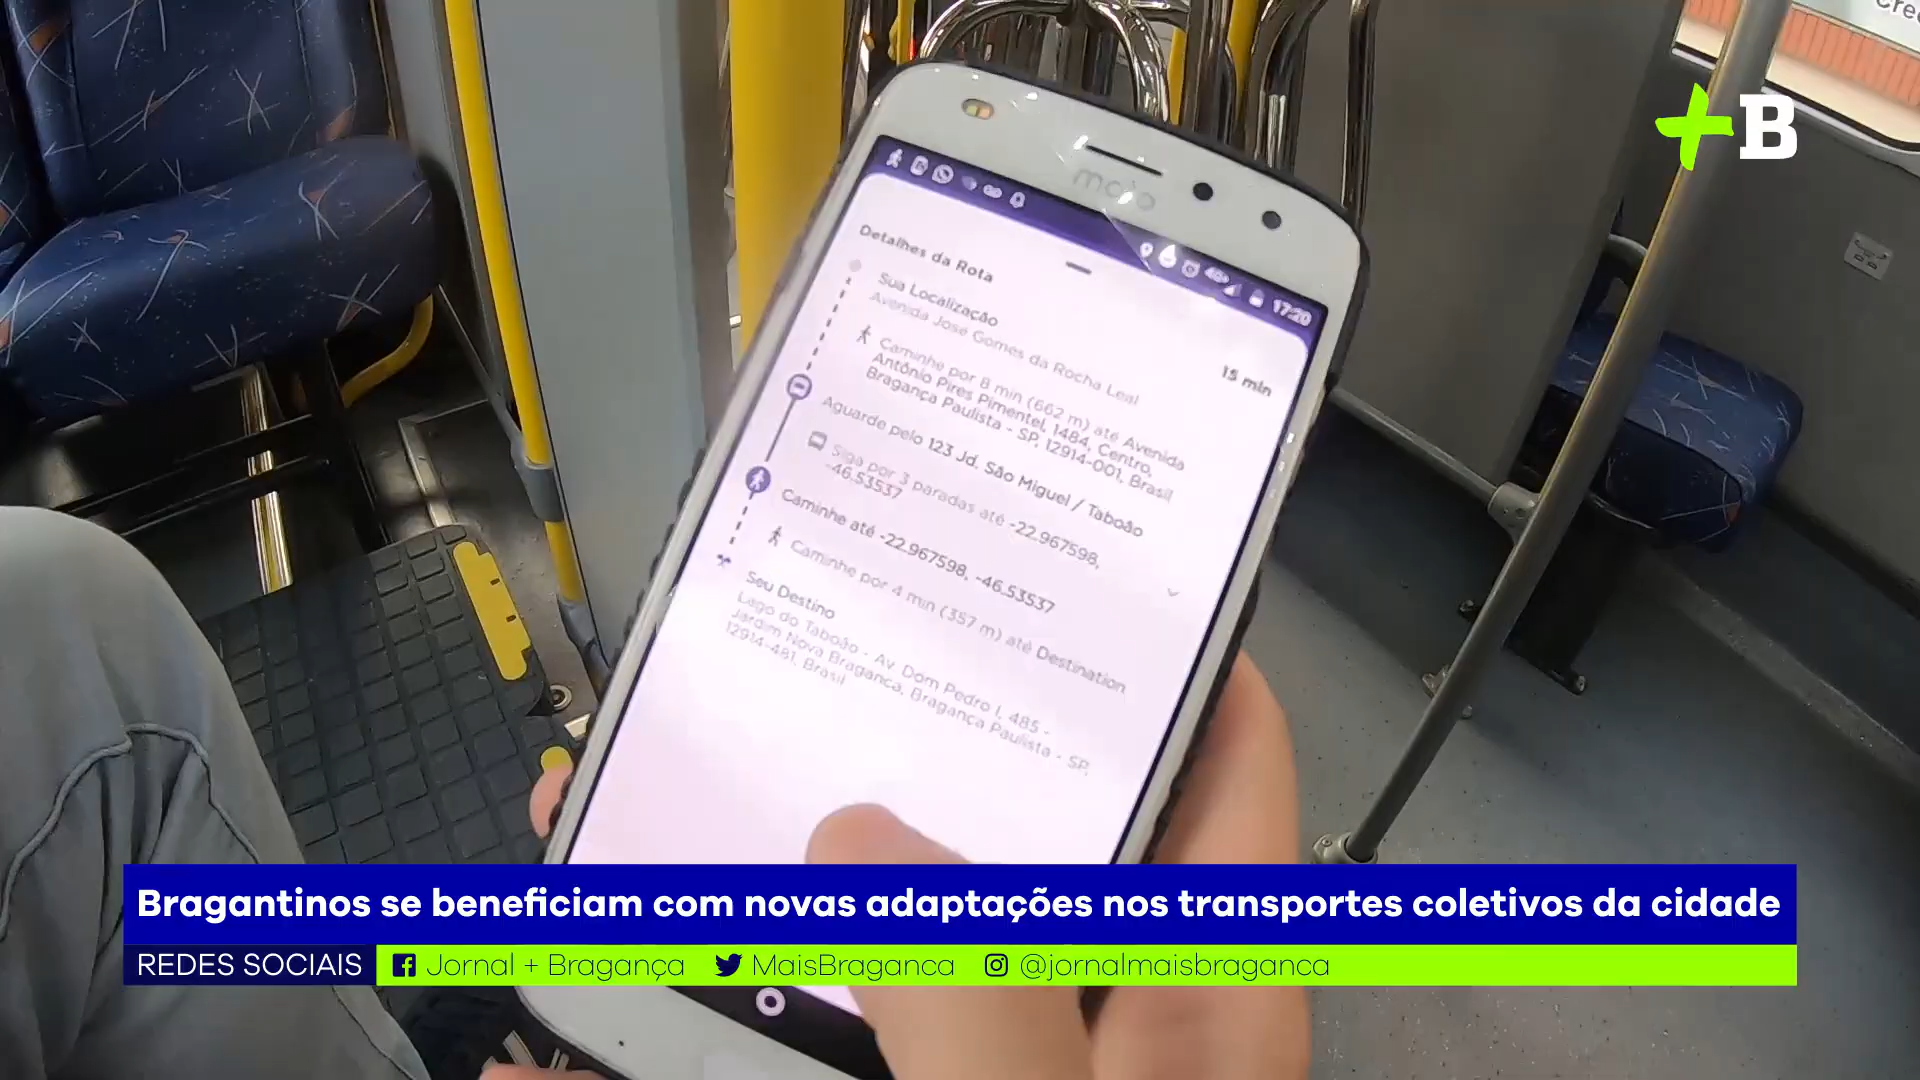 Cre
+B
moto
17:20
Detalhes da Rota
Sua Localização
Avenida José Gomes da Rocha Leal
15 min
Caminhe por 8 min (662 m) até Avenida
Antônio Pires Pimentel, 1484, Centro,
Bragança Paulista - SP, 12914-001, Brasil
Aguarde pelo 123 Jd. São Miguel / Taboão
Siga por 3 paradas até -22.967598,
-46.53537
Caminhe até -22.967598, -46.53537
Caminhe por 4 min (357 m) até Destination
Seu Destino
Lago do Taboão - Av. Dom Pedro I, 485 -
Jardim Nova Bragança, Bragança Paulista - SP,
12914-481, Brasil
Bragantinos se beneficiam com novas adaptações nos transportes coletivos da cidade
REDES SOCIAIS
Jornal + Bragança
MaisBraganca
@jornalmaisbraganca